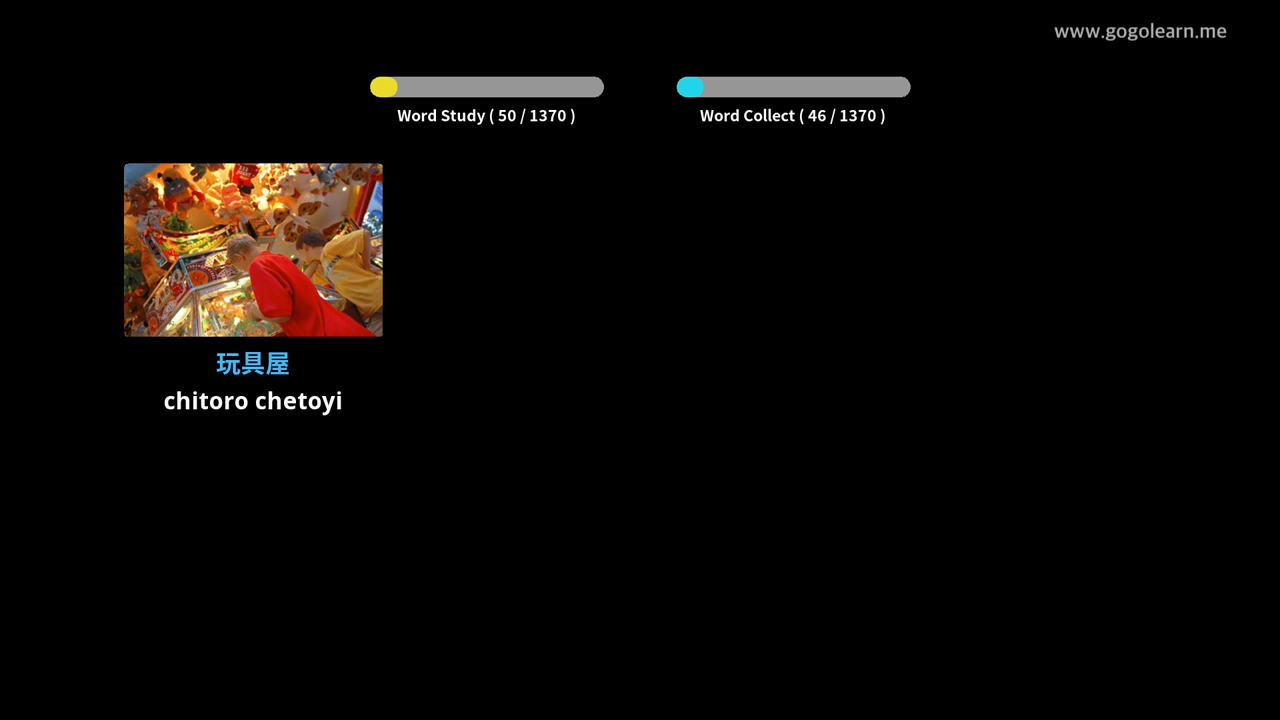 www.gogolearn.me
Word Study ( 50 / 1370 )
Word Collect ( 46 / 1370 )
玩具屋
chitoro chetoyi